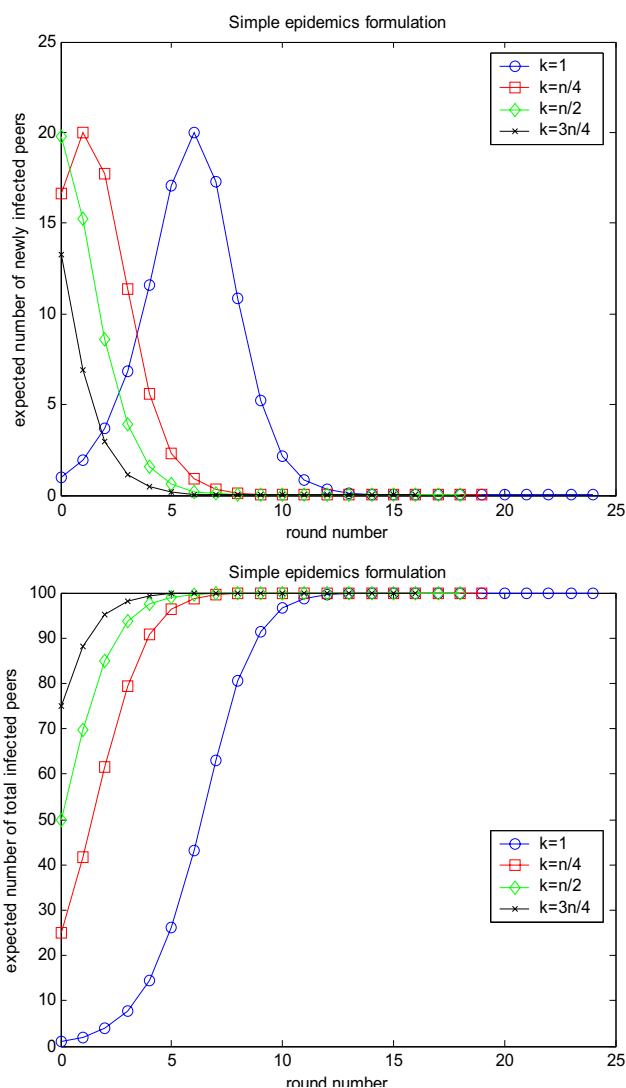 Simple epidemics formulation
25
20
15
10
5
0
expected number of newly infected peers
k=1
k=n/4
k=n/2
k=3n/4
0 5 10 15 20 25
round number
Simple epidemics formulation
100
90
80
70
60
50
40
30
20
10
0
expected number of total infected peers
k=1
k=n/4
k=n/2
k=3n/4
0 5 10 15 20 25
round number